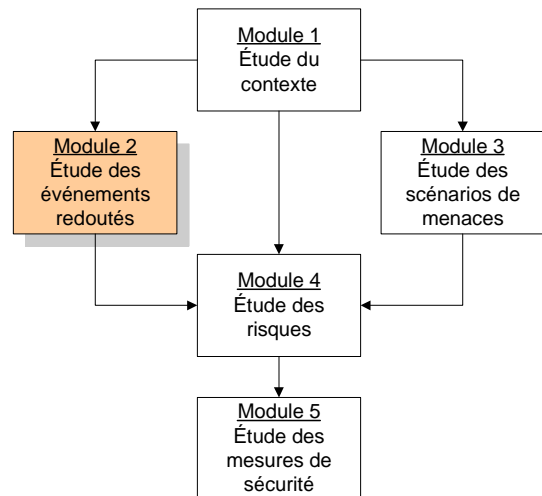 Module 1
Étude du
contexte
Module 2
Étude des
événements
redoutés
Module 3
Étude des
scénarios de
menaces
Module 4
Étude des
risques
Module 5
Étude des
mesures de
sécurité